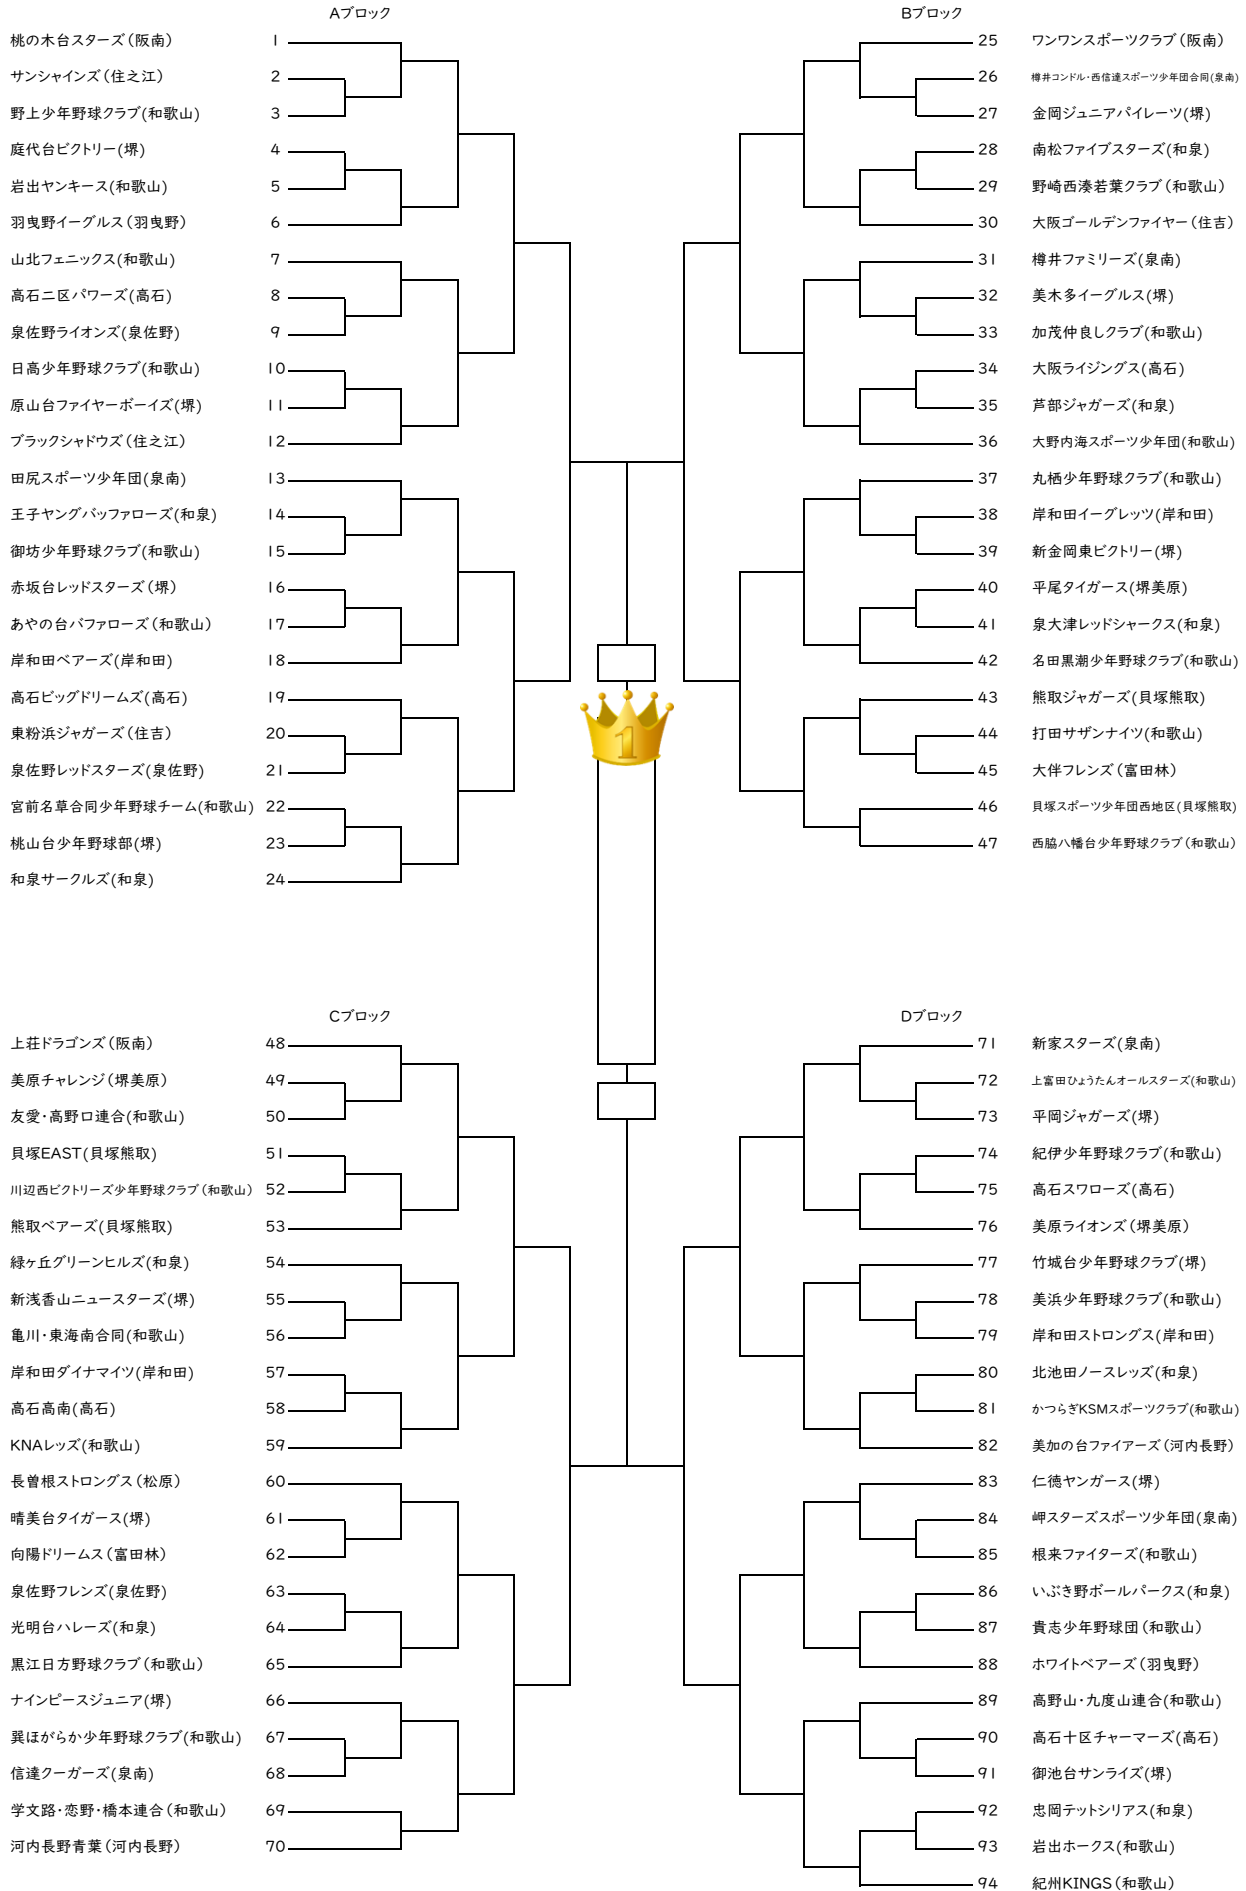 Aブロック
桃の木台スターズ(阪南) 1
サンシャインズ(住之江) 2
野上少年野球クラブ(和歌山) 3
庭代台ビクトリー(堺) 4
岩出ヤンキース(和歌山) 5
羽曳野イーグルス(羽曳野) 6
山北フェニックス(和歌山) 7
高石二区パワーズ(高石) 8
泉佐野ライオンズ(泉佐野) 9
日高少年野球クラブ(和歌山) 10
原山台ファイヤーボーイズ(堺) 11
ブラックシャドウズ(住之江) 12
田尻スポーツ少年団(泉南) 13
王子ヤングバッファローズ(和泉) 14
御坊少年野球クラブ(和歌山) 15
赤坂台レッドスターズ(堺) 16
あやの台バファローズ(和歌山) 17
岸和田ベアーズ(岸和田) 18
高石ビッグドリームズ(高石) 19
東粉浜ジャガーズ(住吉) 20
泉佐野レッドスターズ(泉佐野) 21
宮前名草合同少年野球チーム(和歌山) 22
桃山台少年野球部(堺) 23
和泉サークルズ(和泉) 24
Bブロック
25 ワンワンスポーツクラブ(阪南)
26 樽井コンドル・西信達スポーツ少年団合同(泉南)
27 金岡ジュニアパイレーツ(堺)
28 南松ファイブスターズ(和泉)
29 野崎西湊若葉クラブ(和歌山)
30 大阪ゴールデンファイヤー(住吉)
31 樽井ファミリーズ(泉南)
32 美木多イーグルス(堺)
33 加茂仲良しクラブ(和歌山)
34 大阪ライジングス(高石)
35 芦部ジャガーズ(和泉)
36 大野内海スポーツ少年団(和歌山)
37 丸栖少年野球クラブ(和歌山)
38 岸和田イーグレッツ(岸和田)
39 新金岡東ビクトリー(堺)
40 平尾タイガース(堺美原)
41 泉大津レッドシャークス(和泉)
42 名田黒潮少年野球クラブ(和歌山)
43 熊取ジャガーズ(貝塚熊取)
44 打田サザンナイツ(和歌山)
45 大伴フレンズ(富田林)
46 貝塚スポーツ少年団西地区(貝塚熊取)
47 西脇八幡台少年野球クラブ(和歌山)
1
Cブロック
上荘ドラゴンズ(阪南) 48
美原チャレンジ(堺美原) 49
友愛・高野口連合(和歌山) 50
貝塚EAST(貝塚熊取) 51
川辺西ビクトリーズ少年野球クラブ(和歌山) 52
熊取ベアーズ(貝塚熊取) 53
緑ヶ丘グリーンヒルズ(和泉) 54
新浅香山ニュースターズ(堺) 55
亀川・東海南合同(和歌山) 56
岸和田ダイナマイツ(岸和田) 57
高石高南(高石) 58
KNAレッズ(和歌山) 59
長曽根ストロングス(松原) 60
晴美台タイガース(堺) 61
向陽ドリームス(富田林) 62
泉佐野フレンズ(泉佐野) 63
光明台ハレーズ(和泉) 64
黒江日方野球クラブ(和歌山) 65
ナインピースジュニア(堺) 66
巽ほがらか少年野球クラブ(和歌山) 67
信達クーガーズ(泉南) 68
学文路・恋野・橋本連合(和歌山) 69
河内長野青葉(河内長野) 70
Dブロック
71 新家スターズ(泉南)
72 上富田ひょうたんオールスターズ(和歌山)
73 平岡ジャガーズ(堺)
74 紀伊少年野球クラブ(和歌山)
75 高石スワローズ(高石)
76 美原ライオンズ(堺美原)
77 竹城台少年野球クラブ(堺)
78 美浜少年野球クラブ(和歌山)
79 岸和田ストロングス(岸和田)
80 北池田ノースレッズ(和泉)
81 かつらぎKSMスポーツクラブ(和歌山)
82 美加の台ファイアーズ(河内長野)
83 仁徳ヤンガース(堺)
84 岬スターズスポーツ少年団(泉南)
85 根来ファイターズ(和歌山)
86 いぶき野ボールパークス(和泉)
87 貴志少年野球団(和歌山)
88 ホワイトベアーズ(羽曳野)
89 高野山・九度山連合(和歌山)
90 高石十区チャーマーズ(高石)
91 御池台サンライズ(堺)
92 忠岡テットシリアス(和泉)
93 岩出ホークス(和歌山)
94 紀州KINGS(和歌山)